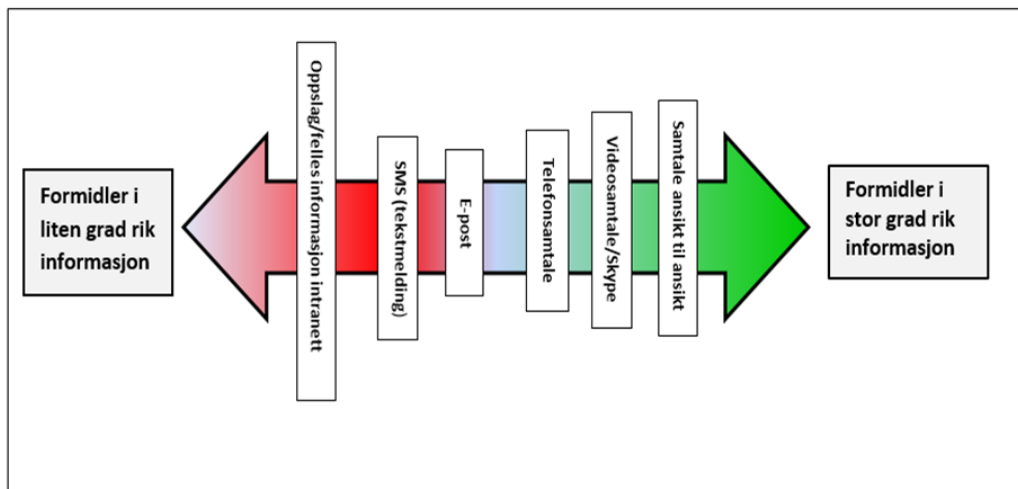 Formidler i
liten grad rik
informasjon
Oppslag/felles informasjon intranett
SMS (tekstmelding)
E-post
Telefonsamtale
Videosamtale/Skype
Samtale ansikt til ansikt
Formidler i
stor grad rik
informasjon